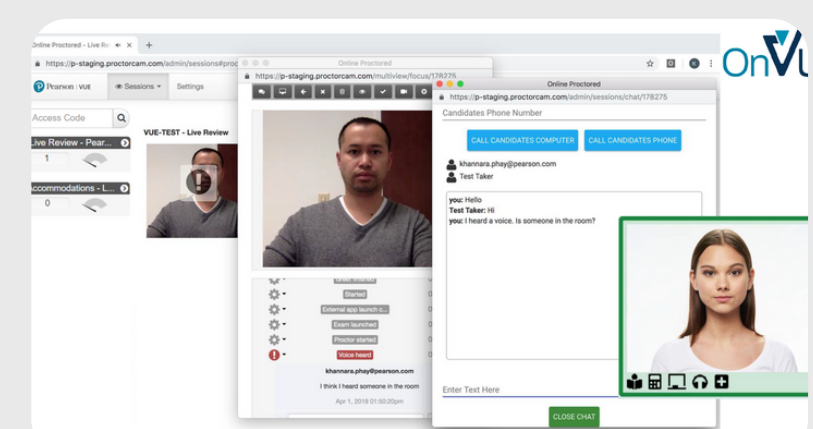 Online Proctored - Live Re
https://p-staging.proctorcam.com/admin/sessions#proc
Pearson | VUE
Sessions
Settings
Access Code
Live Review - Pear...
1
Accommodations - L...
0
VUE-TEST - Live Review
Online Proctored
https://p-staging.proctorcam.com/multiview/focus/178275
Started
External app launch c...
Exam launched
Proctor started
Voice heard
khannara.phay@pearson.com
I think I heard someone in the room
Apr 1, 2019 01:50:20pm
Online Proctored
https://p-staging.proctorcam.com/admin/sessions/chat/178275
Candidates Phone Number
CALL CANDIDATES COMPUTER
CALL CANDIDATES PHONE
khannara.phay@pearson.com
Test Taker
you: Hello
Test Taker: Hi
you: I heard a voice. Is someone in the room?
Enter Text Here
CLOSE CHAT
OnVU